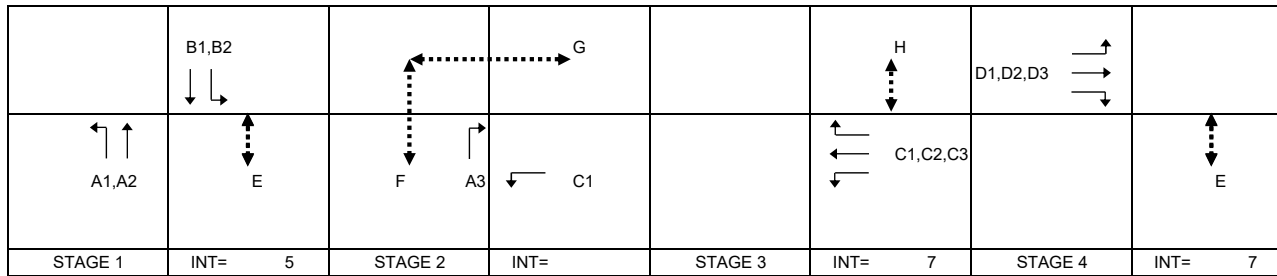 B1,B2
G
H
D1,D2,D3
A1,A2
E
F
A3
C1
C1,C2,C3
E
STAGE 1 INT= 5 STAGE 2 INT= STAGE 3 INT= 7 STAGE 4 INT= 7